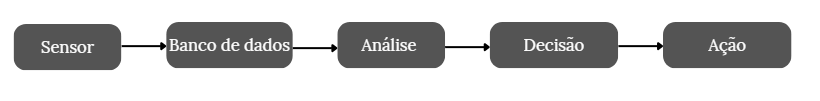 Sensor
Banco de dados
Análise
Decisão
Ação